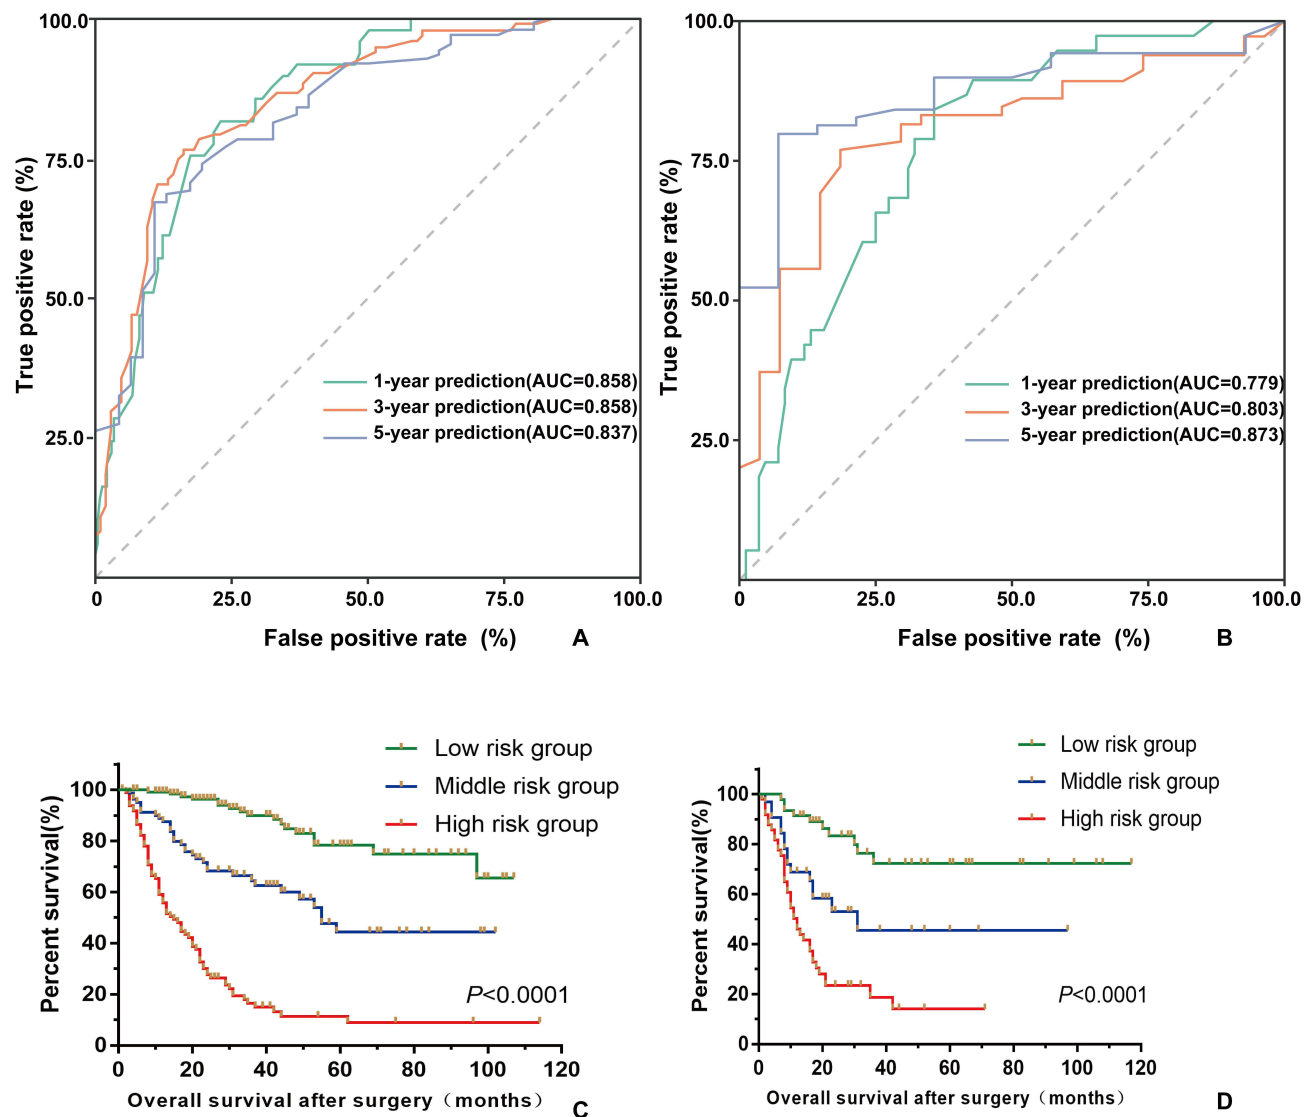 100.0
75.0
50.0
25.0
True positive rate (%)
1-year prediction(AUC=0.858)
3-year prediction(AUC=0.858)
5-year prediction(AUC=0.837)
0 25.0 50.0 75.0 100.0
False positive rate (%)
A
100.0
75.0
50.0
25.0
True positive rate (%)
1-year prediction(AUC=0.779)
3-year prediction(AUC=0.803)
5-year prediction(AUC=0.873)
0 25.0 50.0 75.0 100.0
False positive rate (%)
B
Low risk group
Middle risk group
High risk group
100
80
60
40
20
0
Percent survival(%)
P<0.0001
0 20 40 60 80 100 120
Overall survival after surgery（months）
C
Low risk group
Middle risk group
High risk group
100
80
60
40
20
0
Percent survival(%)
P<0.0001
0 20 40 60 80 100 120
Overall survival after surgery（months）
D